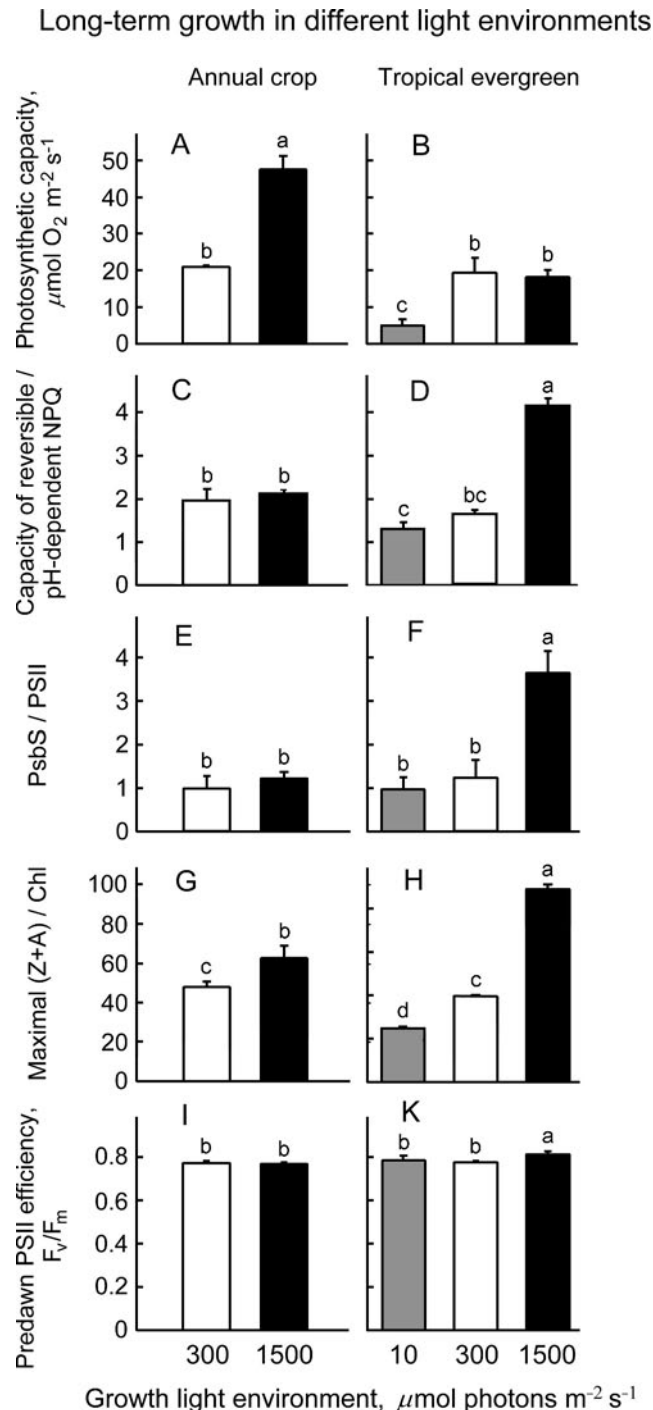 Long-term growth in different light environments
Annual crop
Tropical evergreen
Photosynthetic capacity,
μmol O₂ m⁻² s⁻¹
50
40
30
20
10
0
A
b
a
B
c
b
b
Capacity of reversible /
pH-dependent NPQ
4
3
2
1
0
C
b
b
D
c
bc
a
PsbS / PSII
4
3
2
1
0
E
b
b
F
b
b
a
Maximal (Z+A) / Chl
100
80
60
40
20
0
G
c
b
H
d
c
a
Predawn PSII efficiency,
Fᵥ/Fₘ
0.8
0.6
0.4
0.2
0
I
b
b
K
b
b
a
300 1500
10 300 1500
Growth light environment, μmol photons m⁻² s⁻¹